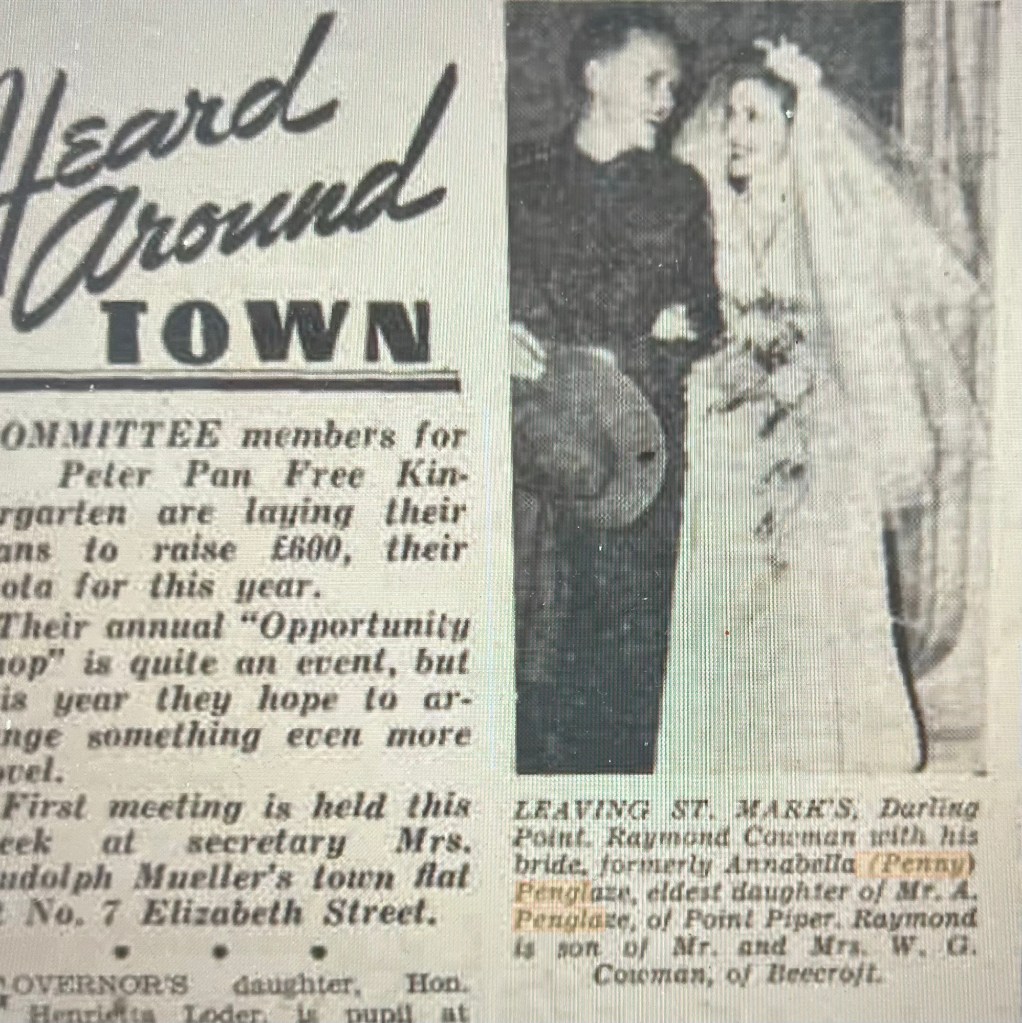 Heard
Around
TOWN
OMMITTEE members for
Peter Pan Free Kin-
rgarten are laying their
ans to raise £600, their
ota for this year.
Their annual "Opportunity
hop" is quite an event, but
is year they hope to ar-
nge something even more
ovel.
First meeting is held this
eek at secretary Mrs.
udolph Mueller's town flat
t No. 7 Elizabeth Street.
• • •
GOVERNOR'S daughter, Hon.
Henrietta Loder, is pupil at
LEAVING ST. MARK'S, Darling
Point. Raymond Cowman with his
bride, formerly Annabella (Penny)
Penglaze, eldest daughter of Mr. A.
Penglaze, of Point Piper. Raymond
is son of Mr. and Mrs. W. G.
Cowman, of Beecroft.